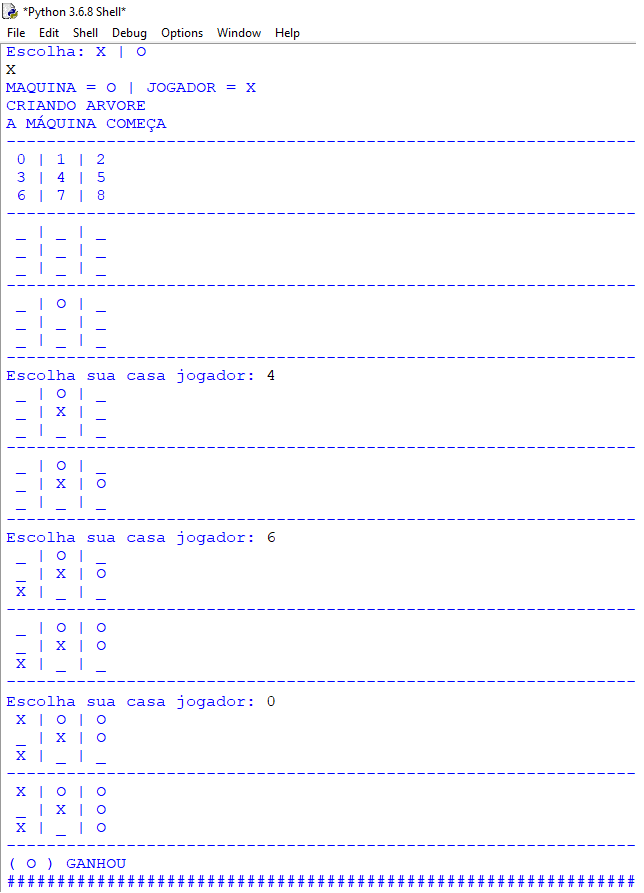 *Python 3.6.8 Shell*
File Edit Shell Debug Options Window Help
Escolha: X | O
X
MAQUINA = O | JOGADOR = X
CRIANDO ARVORE
A MÁQUINA COMEÇA
---------------------------------------------------------------
0 | 1 | 2
3 | 4 | 5
6 | 7 | 8
---------------------------------------------------------------
_ | _ | _
_ | _ | _
_ | _ | _
---------------------------------------------------------------
_ | O | _
_ | _ | _
_ | _ | _
---------------------------------------------------------------
Escolha sua casa jogador: 4
_ | O | _
_ | X | _
_ | _ | _
---------------------------------------------------------------
_ | O | _
_ | X | O
_ | _ | _
---------------------------------------------------------------
Escolha sua casa jogador: 6
_ | O | _
_ | X | O
X | _ | _
---------------------------------------------------------------
_ | O | O
_ | X | O
X | _ | _
---------------------------------------------------------------
Escolha sua casa jogador: 0
X | O | O
_ | X | O
X | _ | _
---------------------------------------------------------------
X | O | O
_ | X | O
X | _ | O
---------------------------------------------------------------
( O ) GANHOU
###############################################################